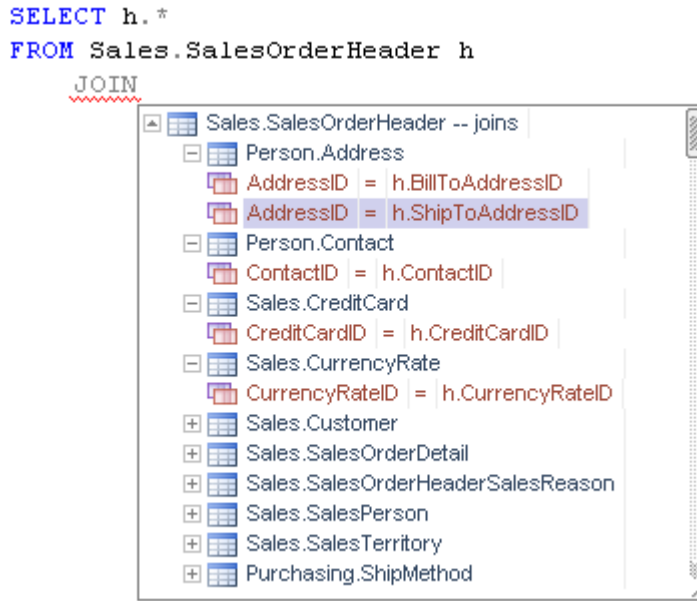 SELECT h.*
FROM Sales.SalesOrderHeader h
JOIN
Sales.SalesOrderHeader -- joins
Person.Address
AddressID = h.BillToAddressID
AddressID = h.ShipToAddressID
Person.Contact
ContactID = h.ContactID
Sales.CreditCard
CreditCardID = h.CreditCardID
Sales.CurrencyRate
CurrencyRateID = h.CurrencyRateID
Sales.Customer
Sales.SalesOrderDetail
Sales.SalesOrderHeaderSalesReason
Sales.SalesPerson
Sales.SalesTerritory
Purchasing.ShipMethod